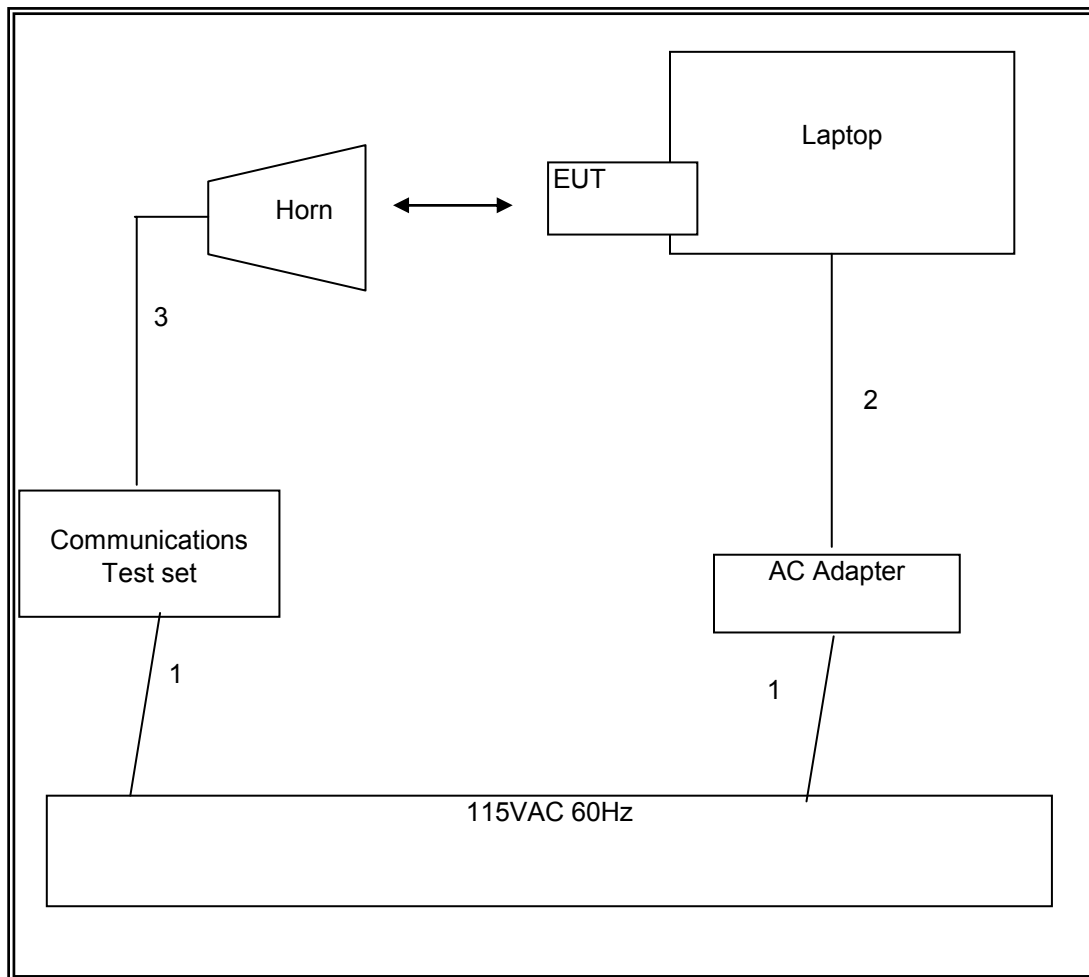 Laptop
EUT
Horn
3
2
Communications
Test set
AC Adapter
1
1
115VAC 60Hz